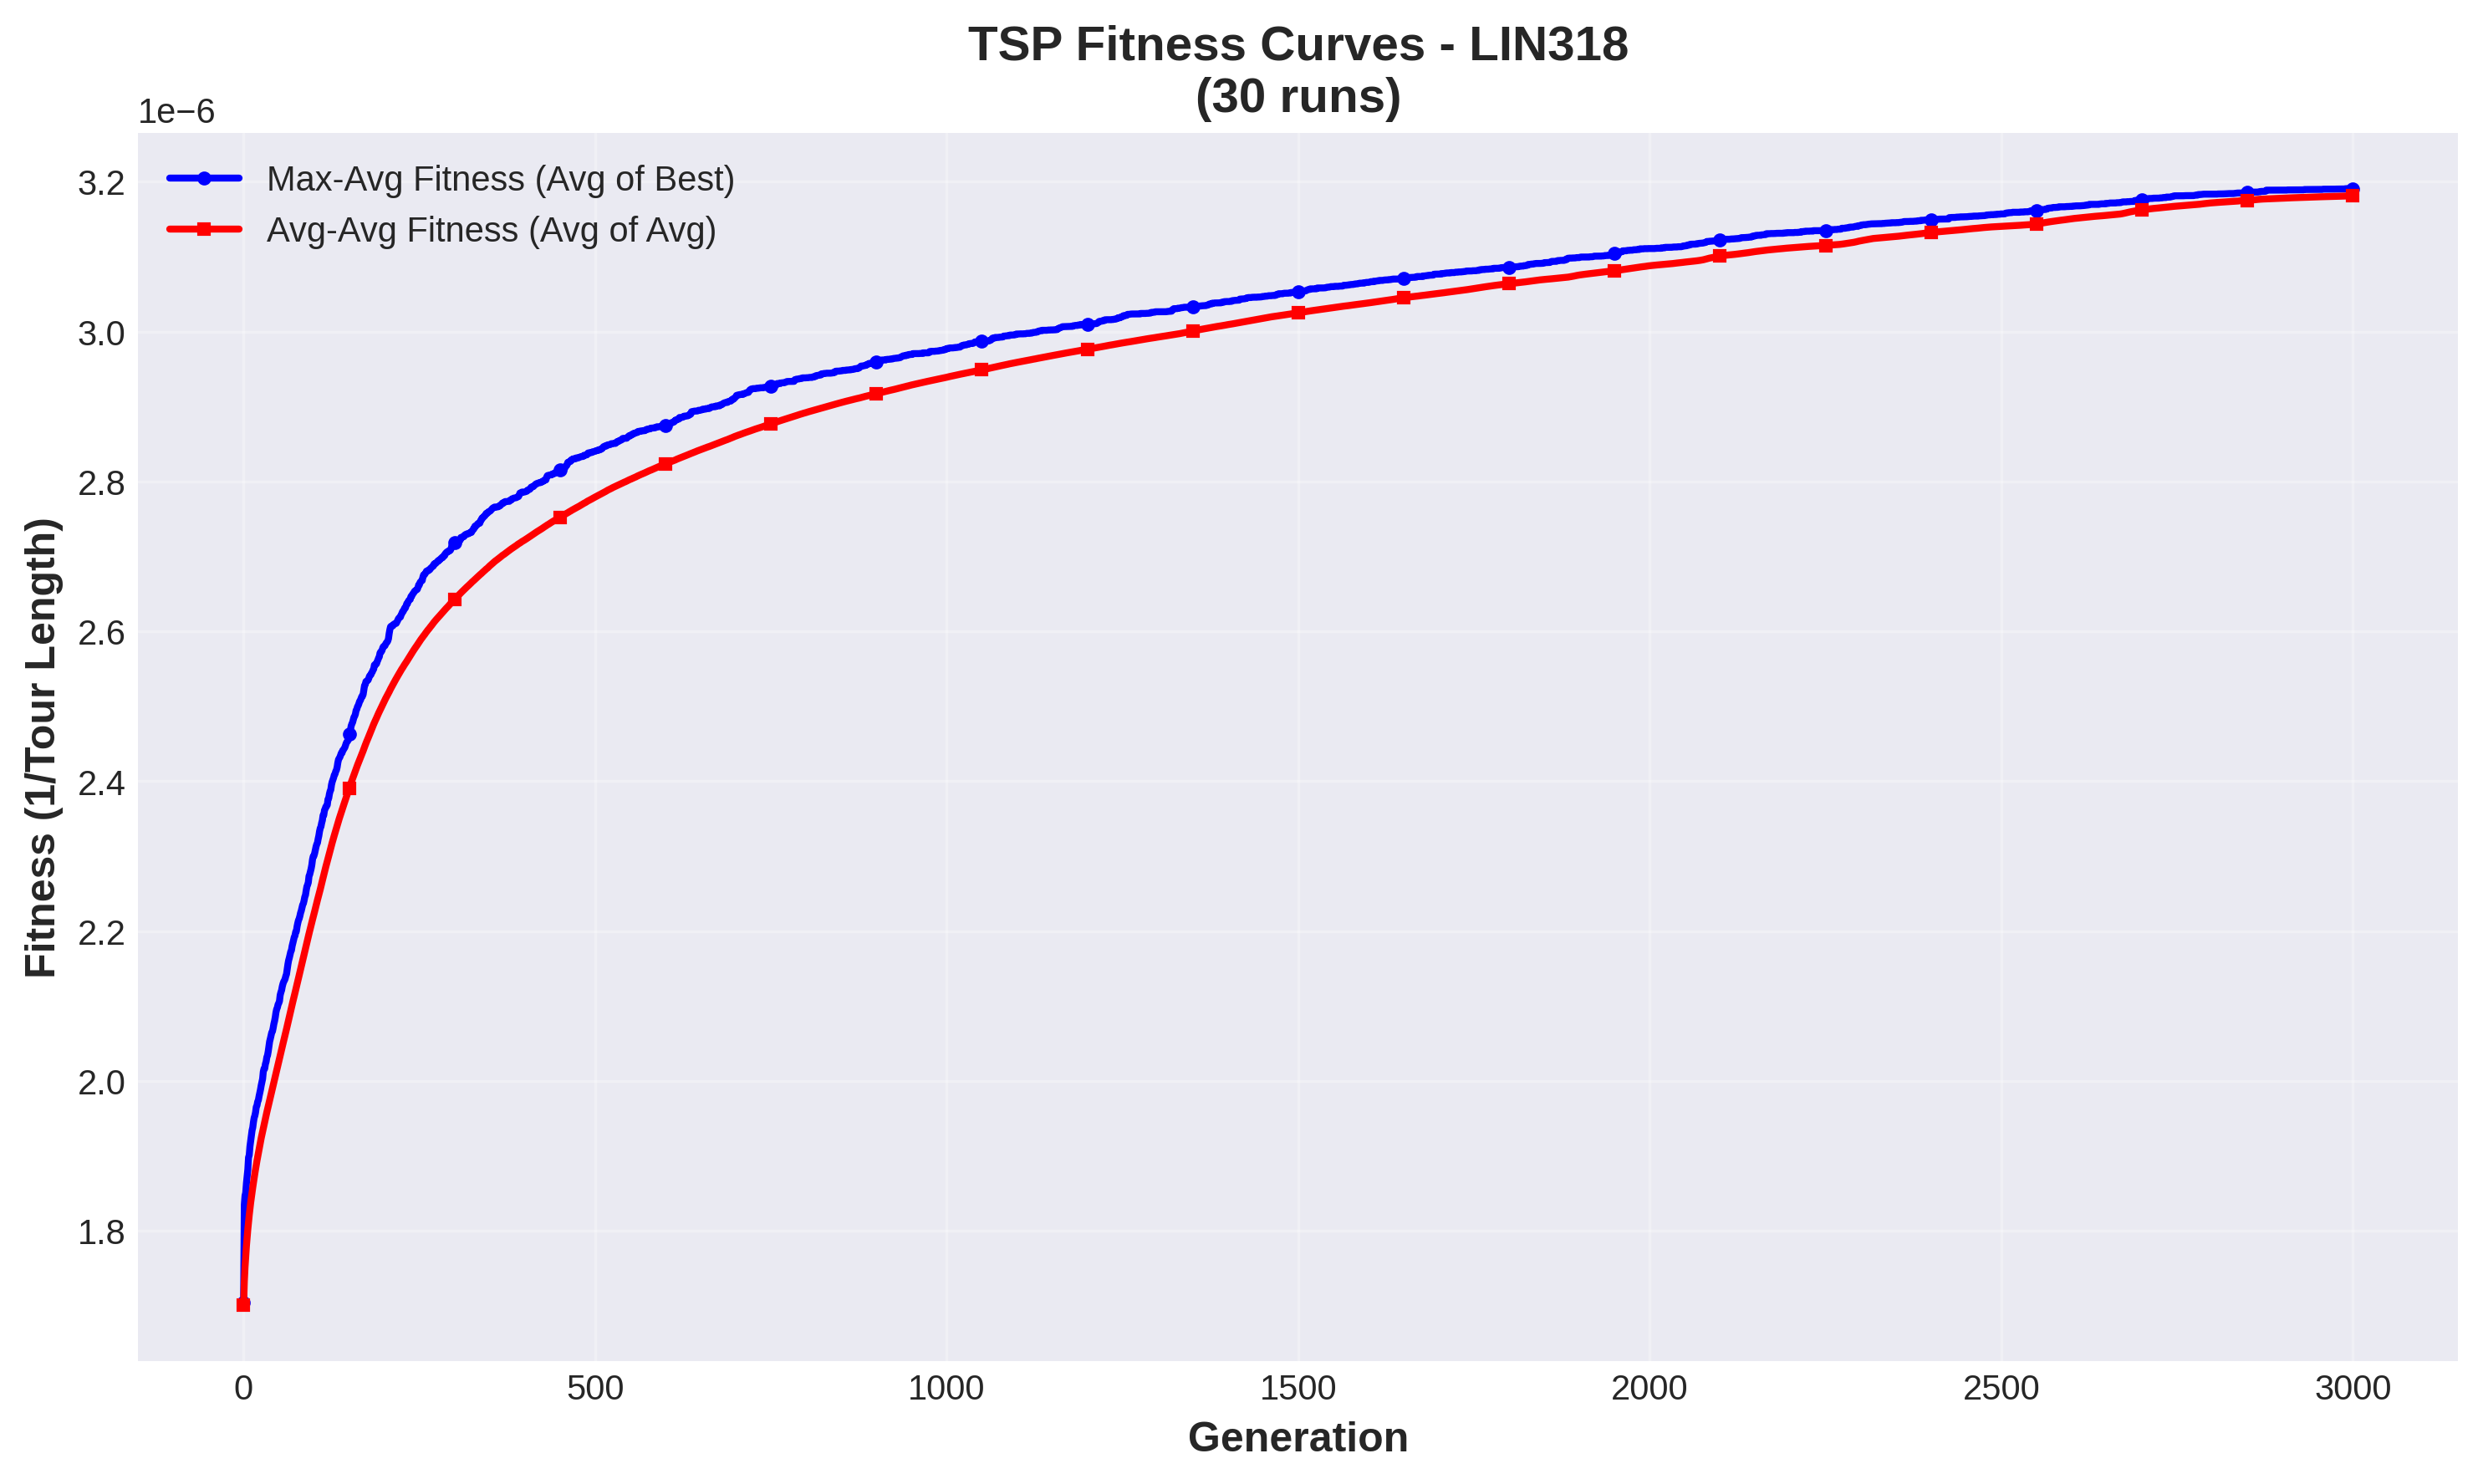 TSP Fitness Curves - LIN318
(30 runs)
1e−6
Max-Avg Fitness (Avg of Best)
Avg-Avg Fitness (Avg of Avg)
3.2
3.0
2.8
2.6
2.4
2.2
2.0
1.8
Fitness (1/Tour Length)
0 500 1000 1500 2000 2500 3000
Generation